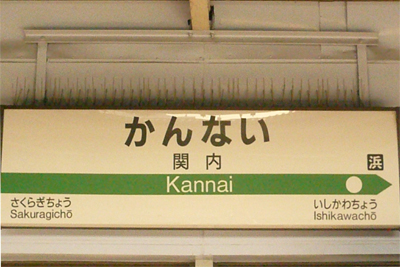 かんない
関内
浜
Kannai
さくらぎちょう
Sakuragichō
いしかわちょう
Ishikawachō